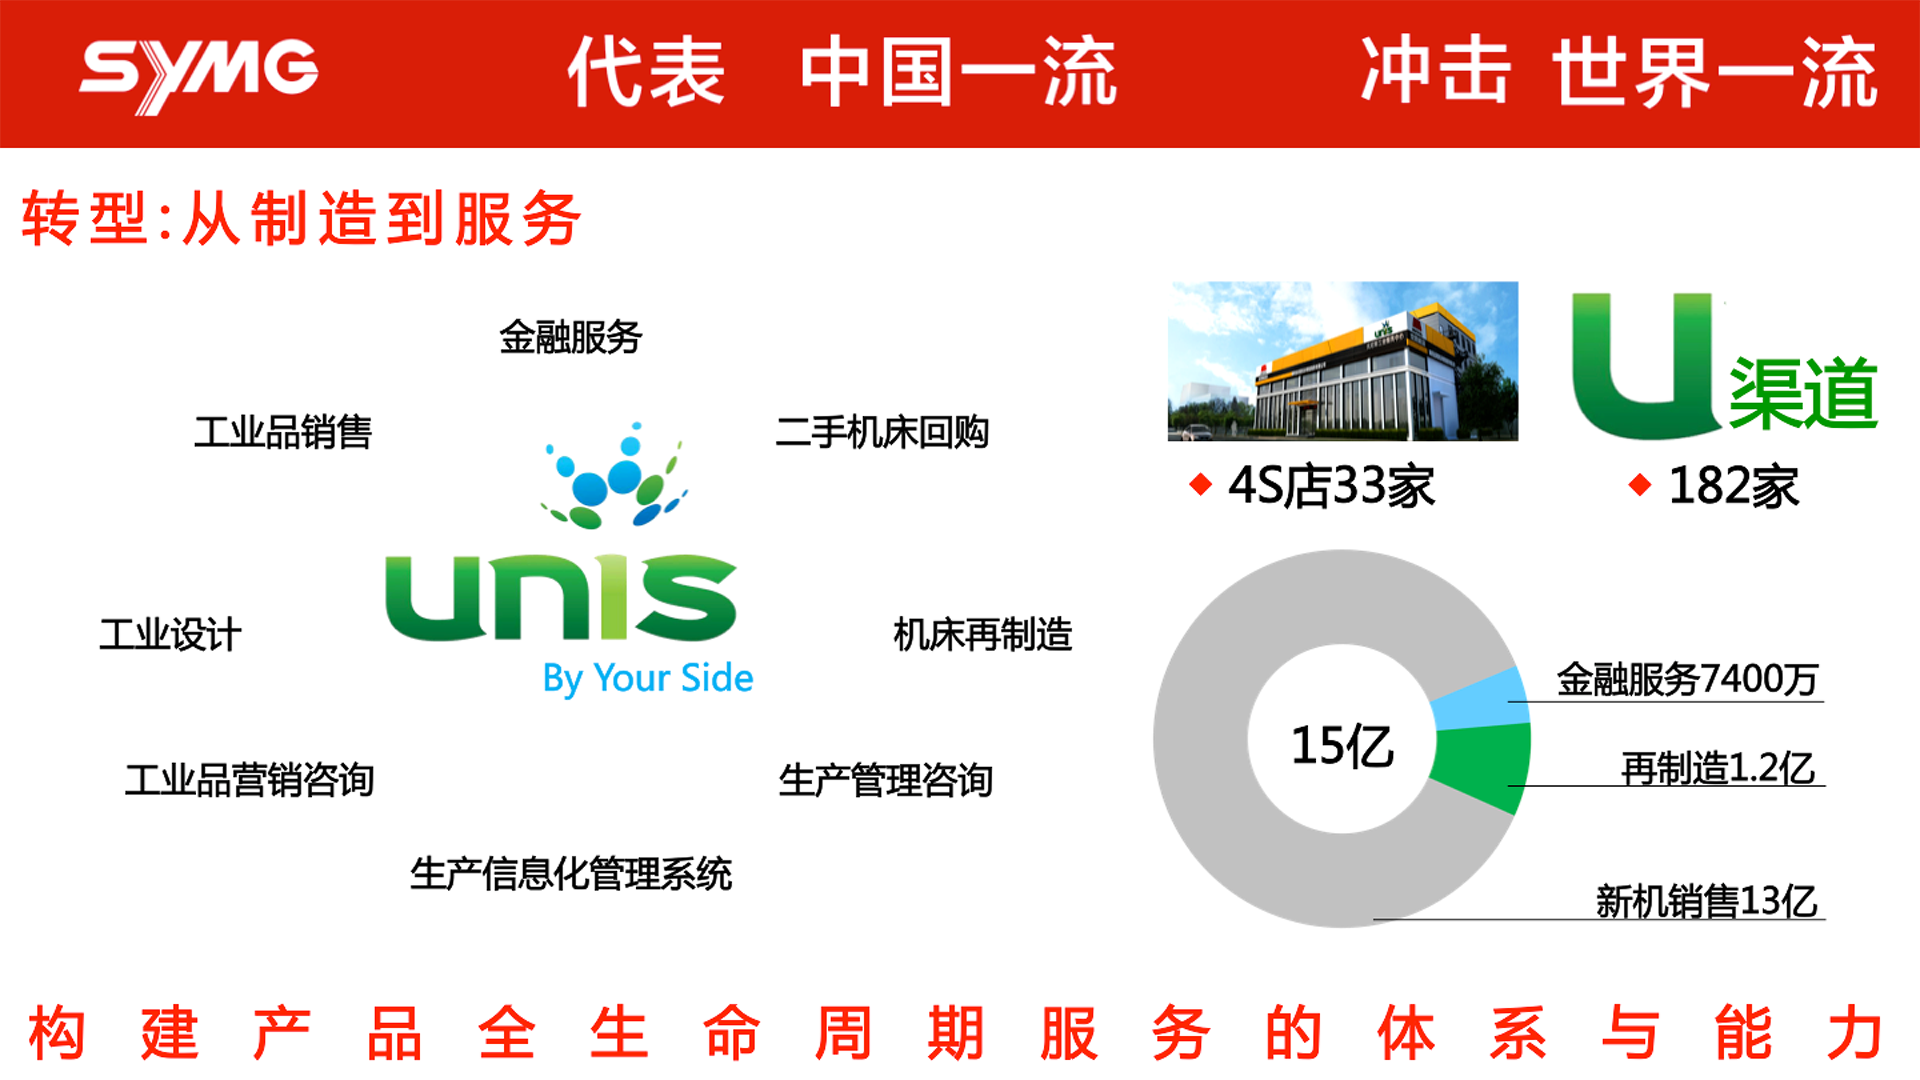 SYMG 代表 中国一流 冲击 世界一流
转型:从制造到服务
金融服务
工业品销售
二手机床回购
工业设计
unis
By Your Side
机床再制造
工业品营销咨询
生产管理咨询
生产信息化管理系统
unis
U渠道
4S店33家
182家
15亿
金融服务7400万
再制造1.2亿
新机销售13亿
构建产品全生命周期服务的体系与能力